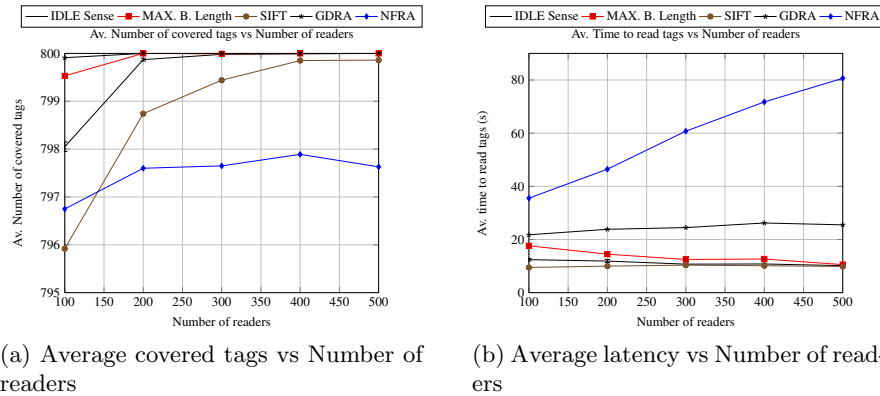 IDLE Sense MAX. B. Length SIFT GDRA NFRA
Av. Number of covered tags vs Number of readers
800
799
798
797
796
795
Av. Number of covered tags
100 150 200 250 300 350 400 450 500
Number of readers
(a) Average covered tags vs Number of
readers
IDLE Sense MAX. B. Length SIFT GDRA NFRA
Av. Time to read tags vs Number of readers
80
60
40
20
0
Av. time to read tags (s)
100 150 200 250 300 350 400 450 500
Number of readers
(b) Average latency vs Number of read-
ers